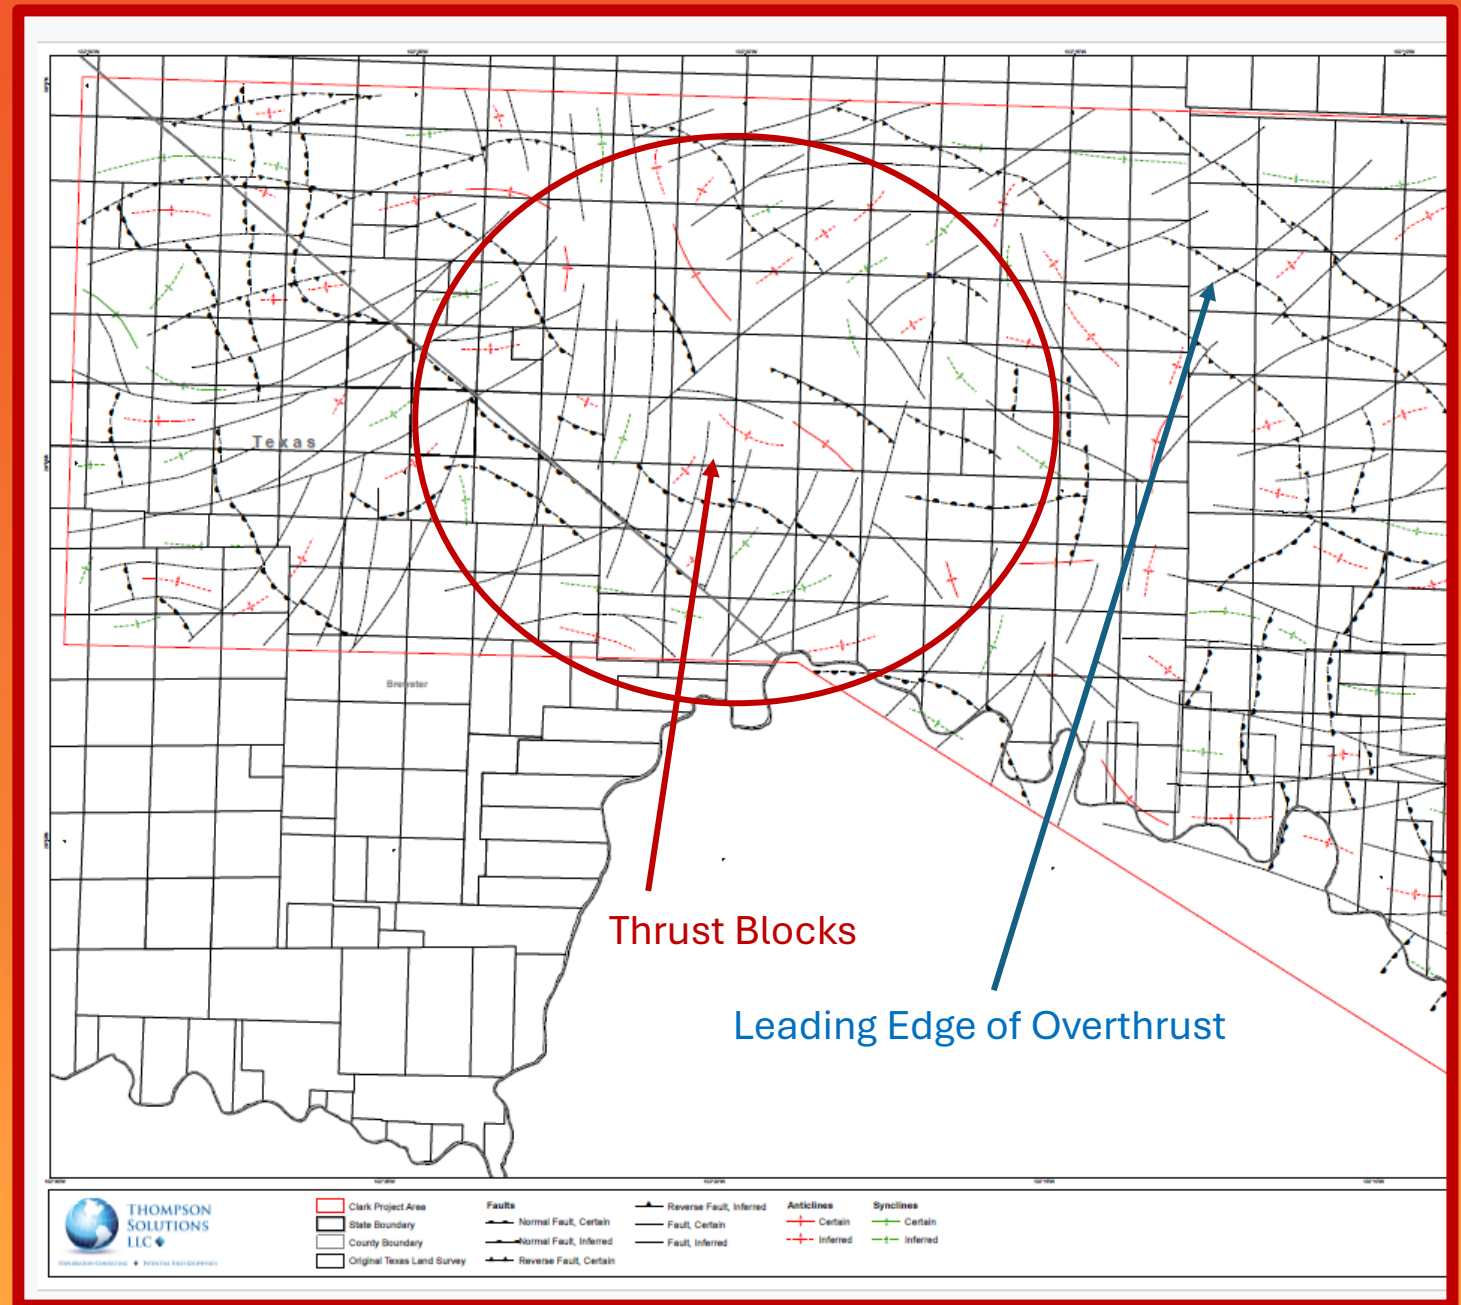 Texas
Brewster
Thrust Blocks
Leading Edge of Overthrust
THOMPSON
SOLUTIONS
LLC
Clark Project Area
State Boundary
County Boundary
Original Texas Land Survey
Faults
Normal Fault, Certain
Normal Fault, Inferred
Reverse Fault, Certain
Reverse Fault, Inferred
Fault, Certain
Fault, Inferred
Anticlines
Certain
Inferred
Synclines
Certain
Inferred